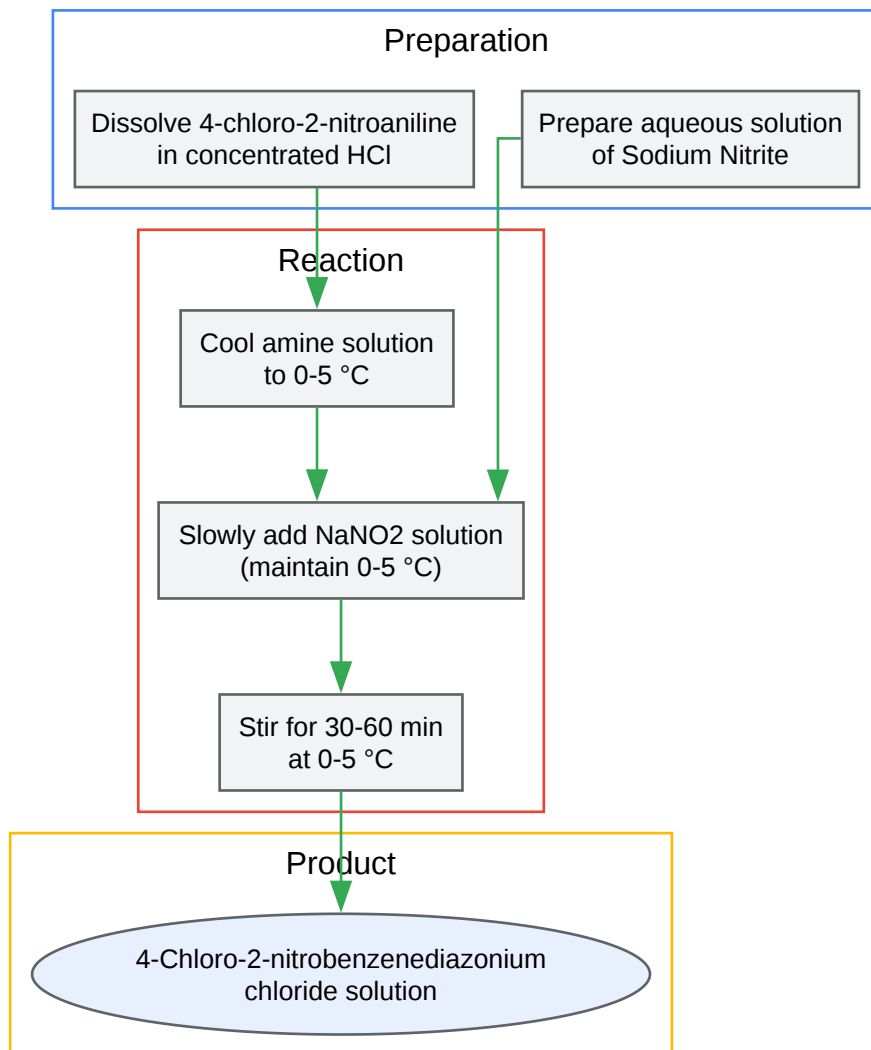 Preparation
Dissolve 4-chloro-2-nitroaniline
in concentrated HCl
Prepare aqueous solution
of Sodium Nitrite
Reaction
Cool amine solution
to 0-5 °C
Slowly add NaNO2 solution
(maintain 0-5 °C)
Stir for 30-60 min
at 0-5 °C
Product
4-Chloro-2-nitrobenzenediazonium
chloride solution